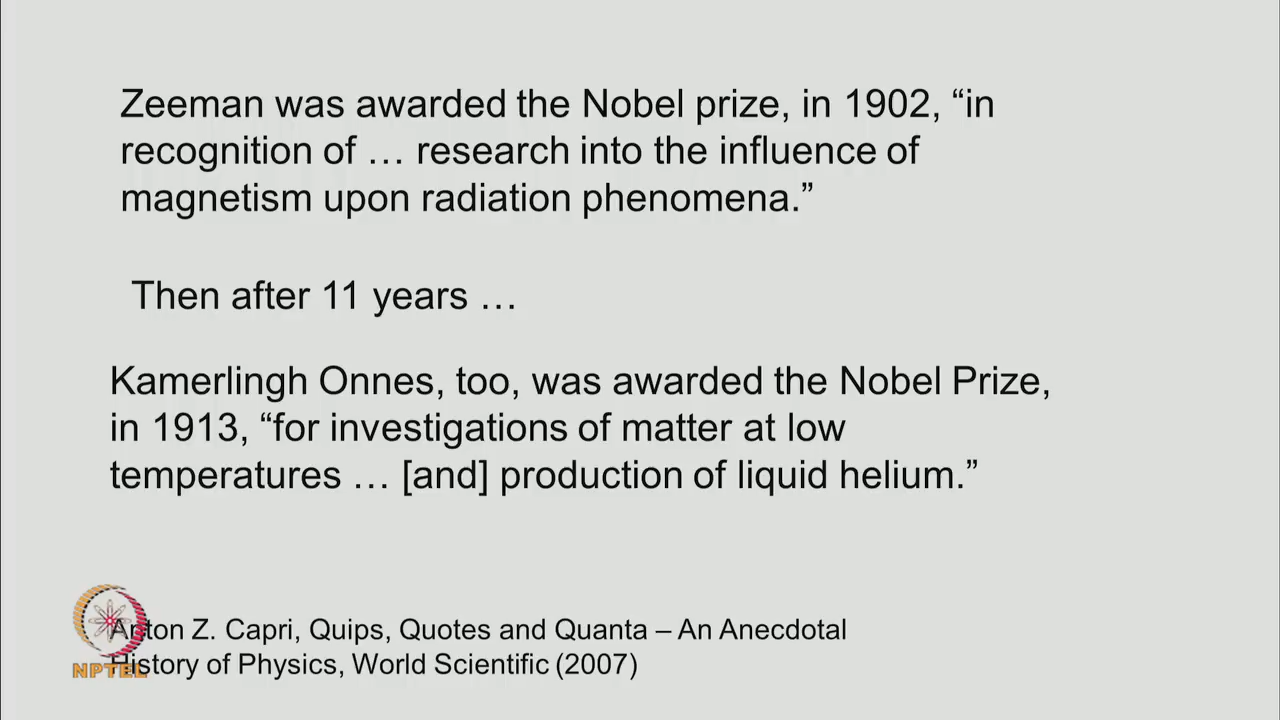 Zeeman was awarded the Nobel prize, in 1902, “in
recognition of … research into the influence of
magnetism upon radiation phenomena.”
Then after 11 years …
Kamerlingh Onnes, too, was awarded the Nobel Prize,
in 1913, “for investigations of matter at low
temperatures … [and] production of liquid helium.”
Anton Z. Capri, Quips, Quotes and Quanta – An Anecdotal
History of Physics, World Scientific (2007)
NPTEL